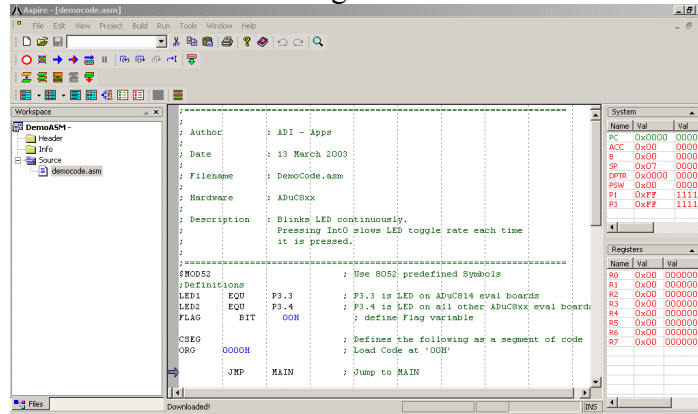 Aspire - [democode.asm]
File Edit View Project Build Run Tools Window Help
Workspace
DemoASM -
Header
Info
Source
democode.asm
Files
;=======================================================================
; Author : ADI - Apps
;
; Date : 13 March 2003
;
; Filename : DemoCode.asm
;
; Hardware : ADuC8xx
;
; Description : Blinks LED continuously.
; Pressing Int0 slows LED toggle rate each time
; it is pressed.
;
;=======================================================================
$MOD52 ; Use 8052 predefined Symbols
;Definitions
LED1 EQU P3.3 ; P3.3 is LED on ADuC814 eval boards
LED2 EQU P3.4 ; P3.4 is LED on all other ADuC8xx eval boards
FLAG BIT 00H ; define Flag variable
CSEG ; Defines the following as a segment of code
ORG 0000H ; Load Code at '00H'
JMP MAIN ; Jump to MAIN
System
Name Val Val
PC 0x0000 0000
ACC 0x00 0000
B 0x00 0000
SP 0x07 0000
DPTR 0x0000 0000
PSW 0x00 0000
P1 0xFF 1111
P3 0xFF 1111
Registers
Name Val Val
R0 0x00 000000
R1 0x00 000000
R2 0x00 000000
R3 0x00 000000
R4 0x00 000000
R5 0x00 000000
R6 0x00 000000
R7 0x00 000000
Downloaded!
INS